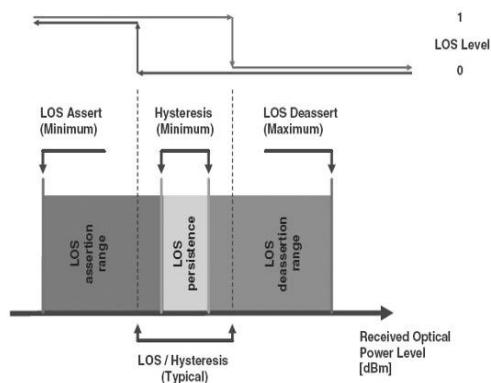 1
LOS Level
0
LOS Assert
(Minimum)
Hysteresis
(Minimum)
LOS Deassert
(Maximum)
LOS
assertion
range
LOS
persistence
LOS
deassertion
range
LOS / Hysteresis
(Typical)
Received Optical
Power Level
[dBm]